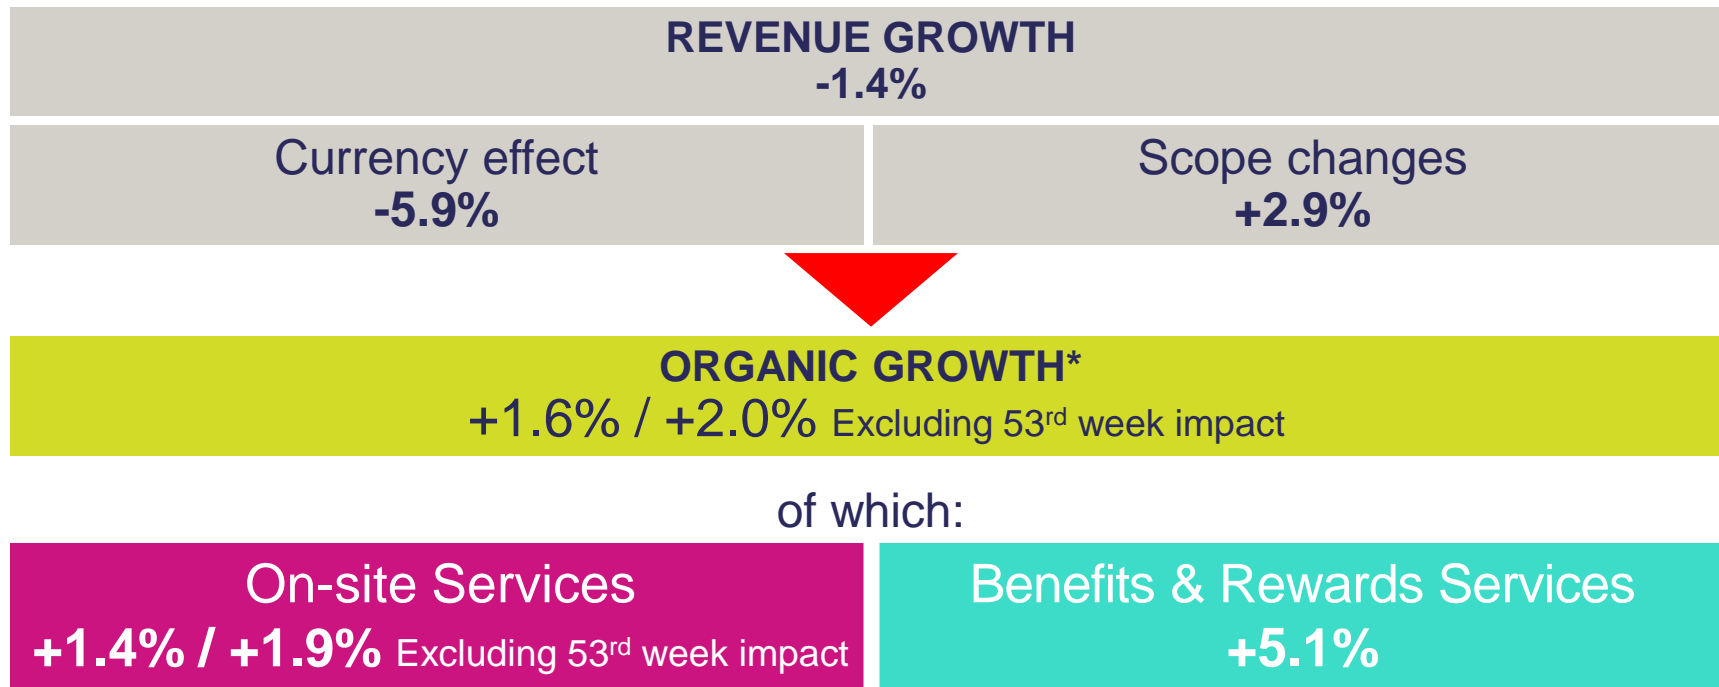 REVENUE GROWTH
-1.4%
Currency effect
-5.9%
Scope changes
+2.9%
ORGANIC GROWTH*
+1.6% / +2.0% Excluding 53rd week impact
of which:
On-site Services
+1.4% / +1.9% Excluding 53rd week impact
Benefits & Rewards Services
+5.1%